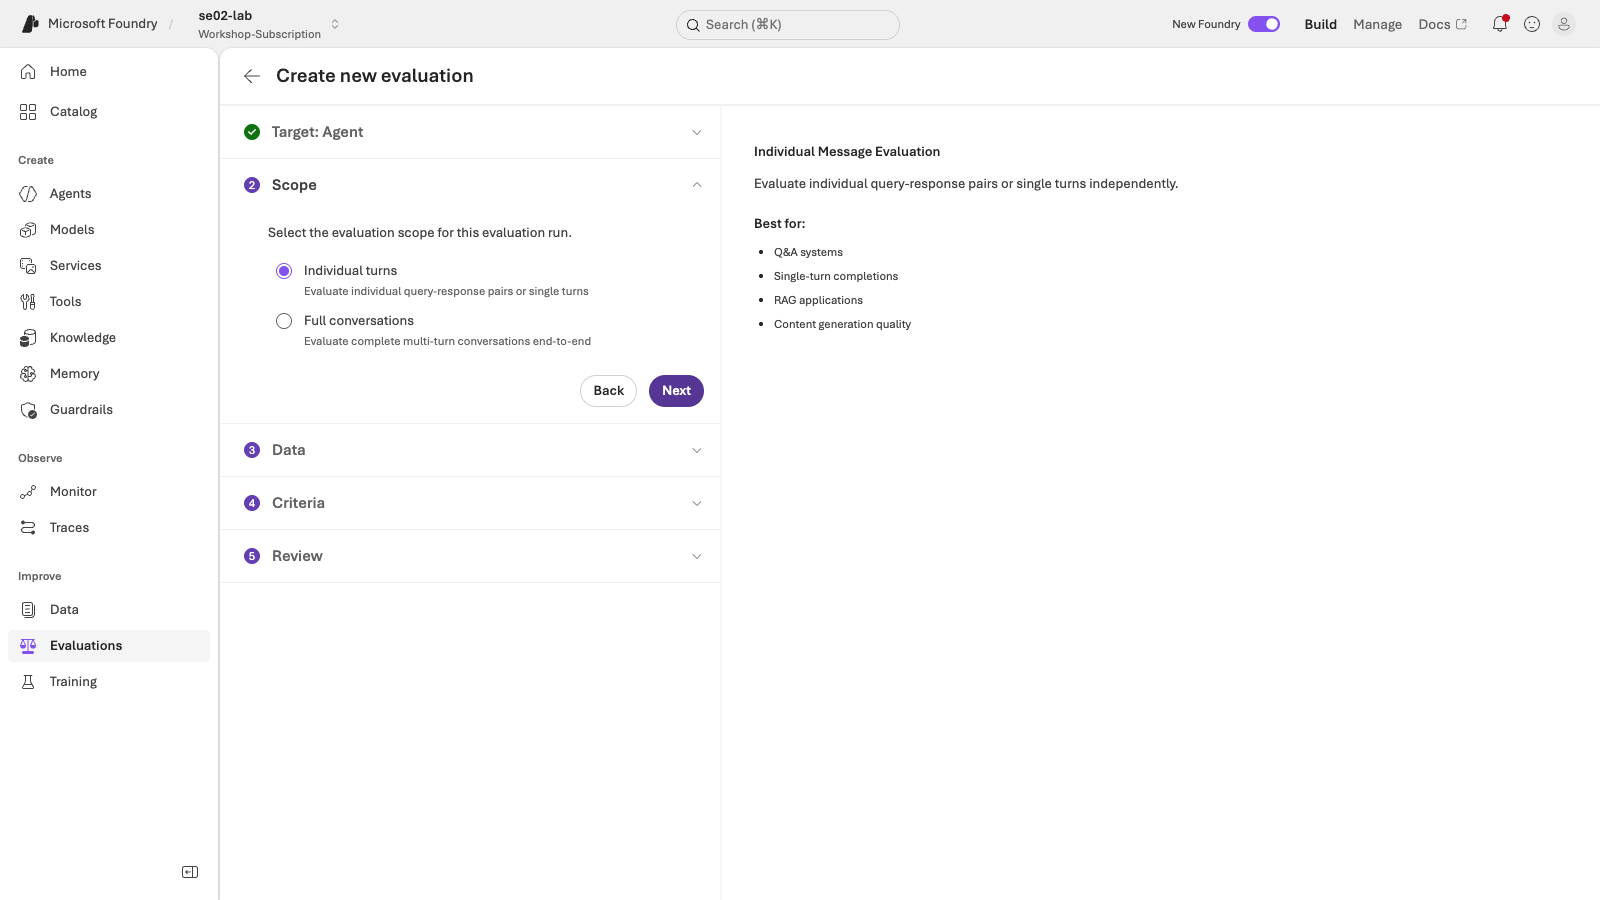 Microsoft Foundry / se02-lab
Workshop-Subscription
Search (⌘K)
New Foundry
Build
Manage
Docs
Home
Catalog
Create
Agents
Models
Services
Tools
Knowledge
Memory
Guardrails
Observe
Monitor
Traces
Improve
Data
Evaluations
Training
Create new evaluation
Target: Agent
2 Scope
Select the evaluation scope for this evaluation run.
Individual turns
Evaluate individual query-response pairs or single turns
Full conversations
Evaluate complete multi-turn conversations end-to-end
Back
Next
3 Data
4 Criteria
5 Review
Individual Message Evaluation
Evaluate individual query-response pairs or single turns independently.
Best for:
• Q&A systems
• Single-turn completions
• RAG applications
• Content generation quality